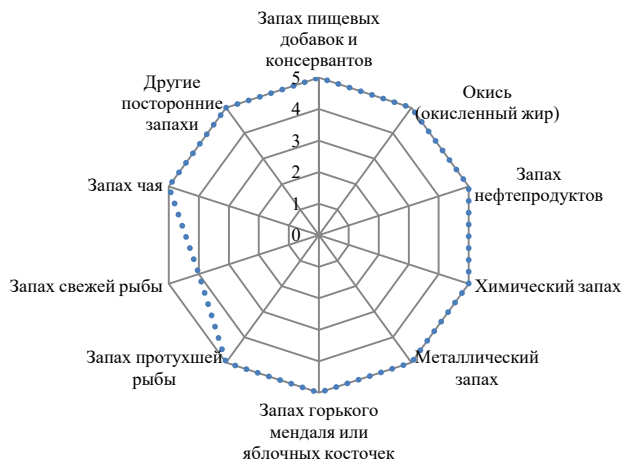 Запах пищевых
добавок и
консервантов
Окись
(окисленный жир)
Запах
нефтепродуктов
Химический запах
Металлический
запах
Запах горького
мендаля или
яблочных косточек
Запах протухшей
рыбы
Запах свежей рыбы
Запах чая
Другие
посторонние
запахи
5
4
3
2
1
0